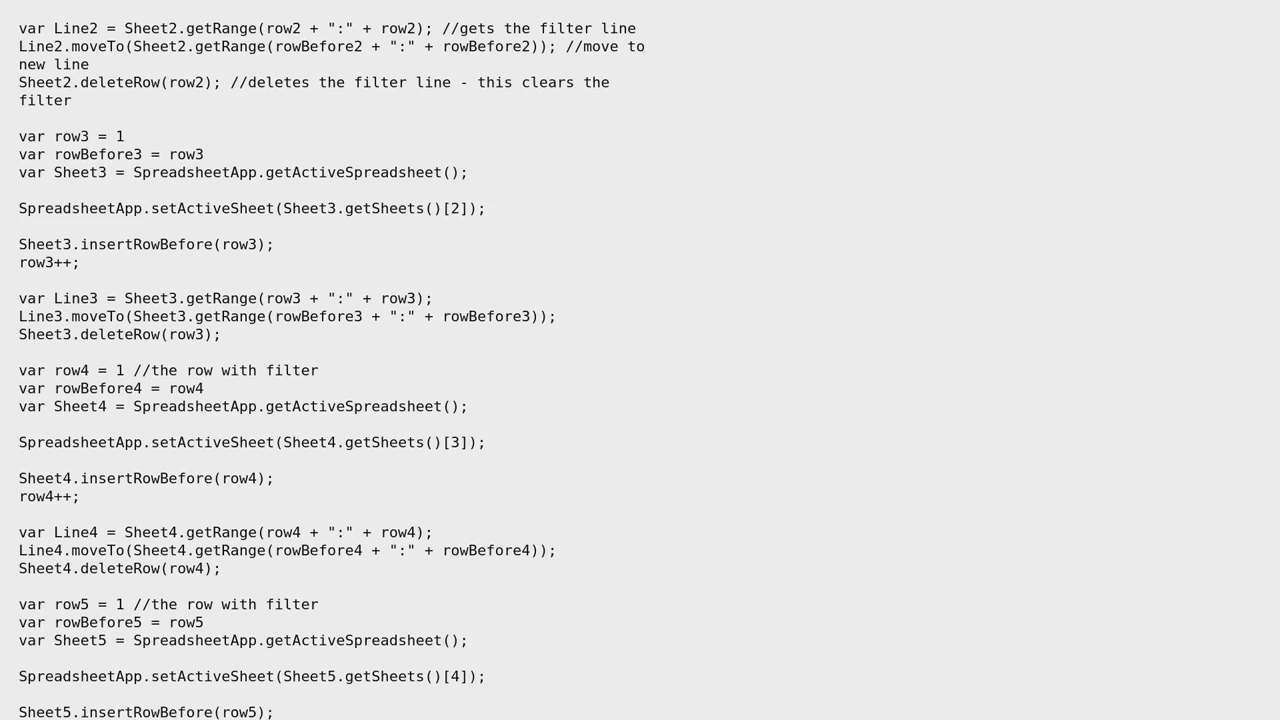 var Line2 = Sheet2.getRange(row2 + ":" + row2); //gets the filter line
Line2.moveTo(Sheet2.getRange(rowBefore2 + ":" + rowBefore2)); //move to
new line
Sheet2.deleteRow(row2); //deletes the filter line - this clears the
filter
var row3 = 1
var rowBefore3 = row3
var Sheet3 = SpreadsheetApp.getActiveSpreadsheet();
SpreadsheetApp.setActiveSheet(Sheet3.getSheets()[2]);
Sheet3.insertRowBefore(row3);
row3++;
var Line3 = Sheet3.getRange(row3 + ":" + row3);
Line3.moveTo(Sheet3.getRange(rowBefore3 + ":" + rowBefore3));
Sheet3.deleteRow(row3);
var row4 = 1 //the row with filter
var rowBefore4 = row4
var Sheet4 = SpreadsheetApp.getActiveSpreadsheet();
SpreadsheetApp.setActiveSheet(Sheet4.getSheets()[3]);
Sheet4.insertRowBefore(row4);
row4++;
var Line4 = Sheet4.getRange(row4 + ":" + row4);
Line4.moveTo(Sheet4.getRange(rowBefore4 + ":" + rowBefore4));
Sheet4.deleteRow(row4);
var row5 = 1 //the row with filter
var rowBefore5 = row5
var Sheet5 = SpreadsheetApp.getActiveSpreadsheet();
SpreadsheetApp.setActiveSheet(Sheet5.getSheets()[4]);
Sheet5.insertRowBefore(row5);